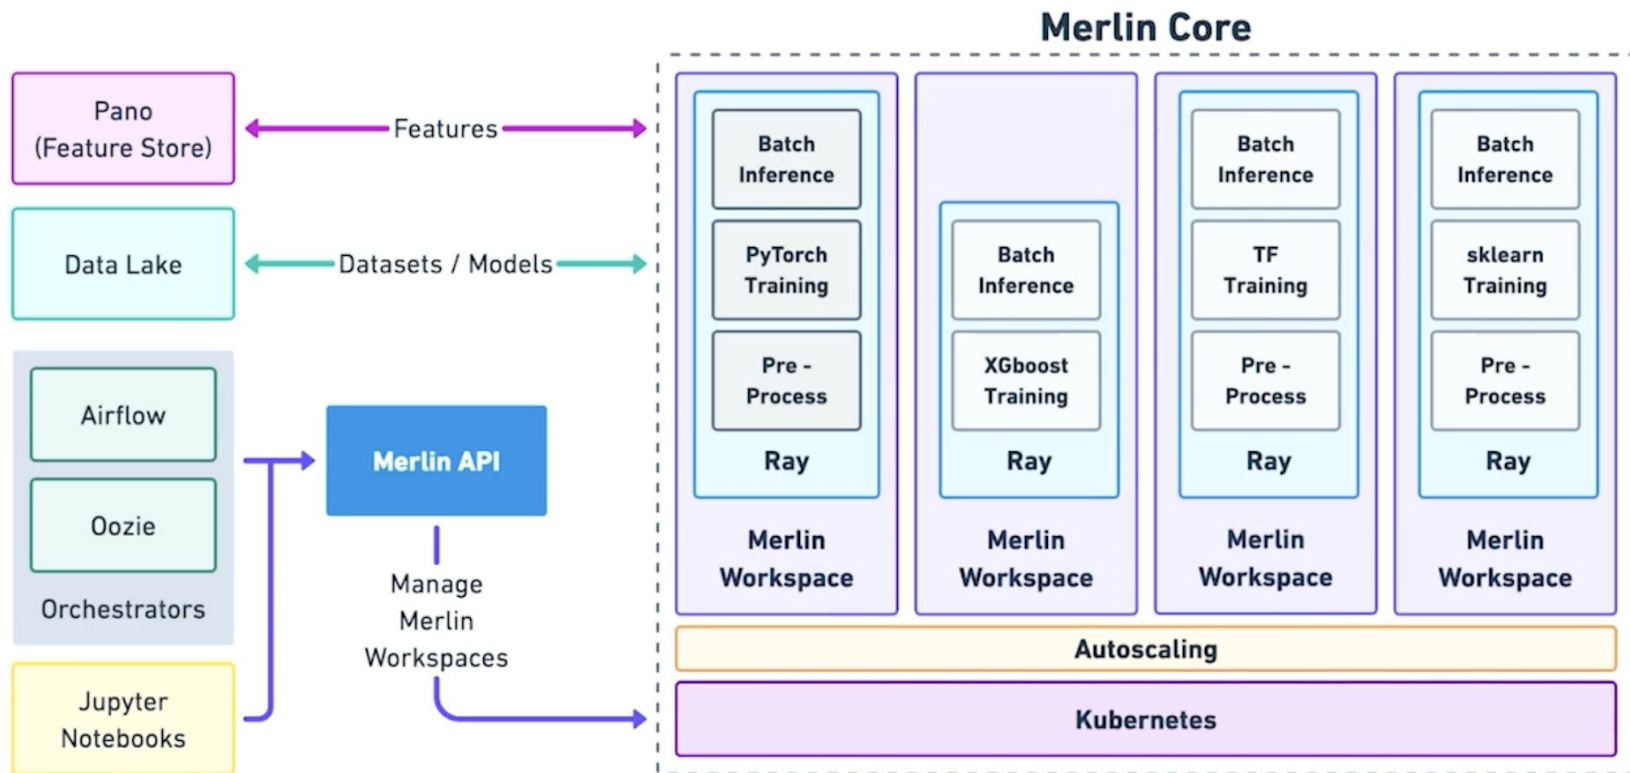 Merlin Core
Pano
(Feature Store)
Features
Data Lake
Datasets / Models
Airflow
Oozie
Orchestrators
Jupyter
Notebooks
Merlin API
Manage
Merlin
Workspaces
Batch
Inference
PyTorch
Training
Pre -
Process
Ray
Merlin
Workspace
Batch
Inference
XGboost
Training
Ray
Merlin
Workspace
Batch
Inference
TF
Training
Pre -
Process
Ray
Merlin
Workspace
Batch
Inference
sklearn
Training
Pre -
Process
Ray
Merlin
Workspace
Autoscaling
Kubernetes